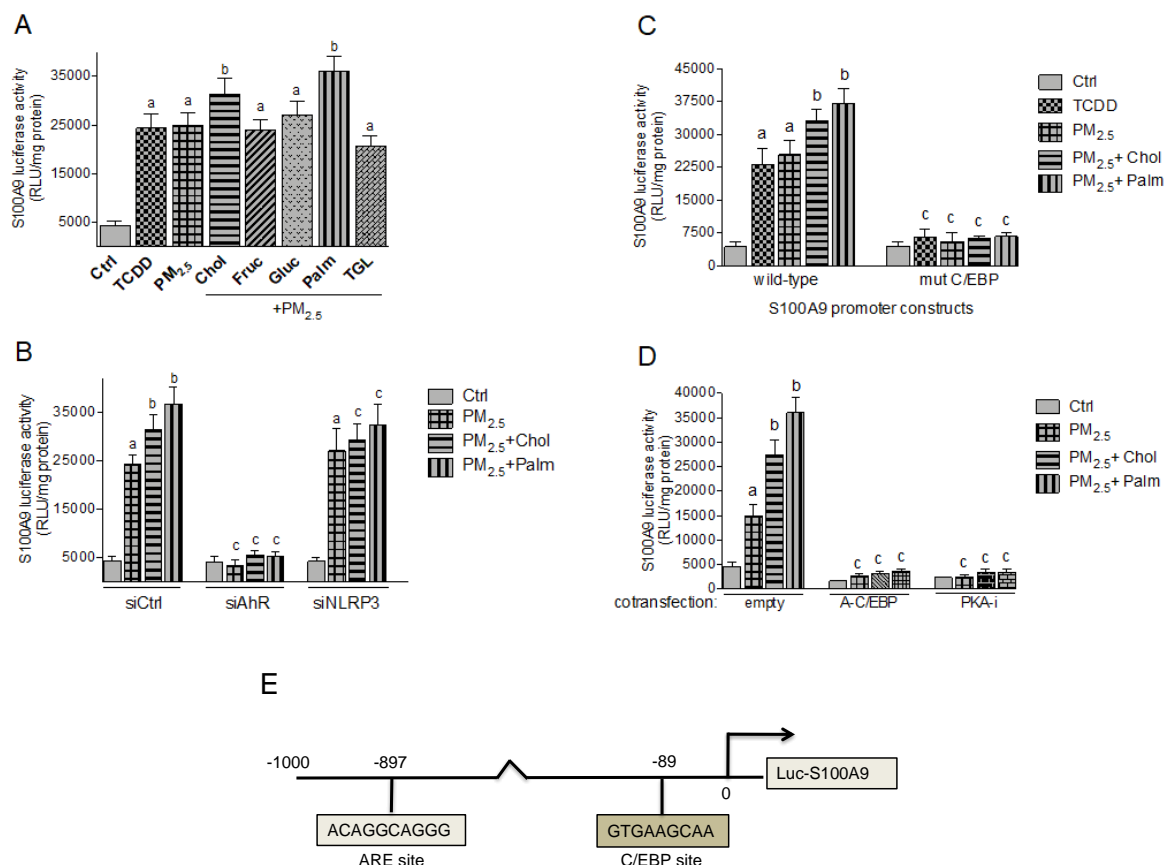 A
S100A9 luciferase activity
(RLU/mg protein)
35000
25000
15000
5000
a
a
b
a
a
b
a
Ctrl
TCDD
PM2.5
Chol
Fruc
Gluc
Palm
TGL
+PM2.5
B
S100A9 luciferase activity
(RLU/mg protein)
35000
25000
15000
5000
a
b
b
c
c
c
a
c
c
siCtrl
siAhR
siNLRP3
Ctrl
PM2.5
PM2.5+Chol
PM2.5+Palm
C
S100A9 luciferase activity
(RLU/mg protein)
45000
37500
30000
22500
15000
7500
0
a
a
b
b
c
c
c
c
wild-type
mut C/EBP
S100A9 promoter constructs
Ctrl
TCDD
PM2.5
PM2.5+ Chol
PM2.5+ Palm
D
S100A9 luciferase activity
(RLU/mg protein)
40000
35000
30000
25000
20000
15000
10000
5000
0
a
b
b
c
c
c
c
c
c
cotransfection:
empty
A-C/EBP
PKA-i
Ctrl
PM2.5
PM2.5+ Chol
PM2.5+ Palm
E
-1000
-897
-89
0
Luc-S100A9
ACAGGCAGGG
GTGAAGCAA
ARE site
C/EBP site